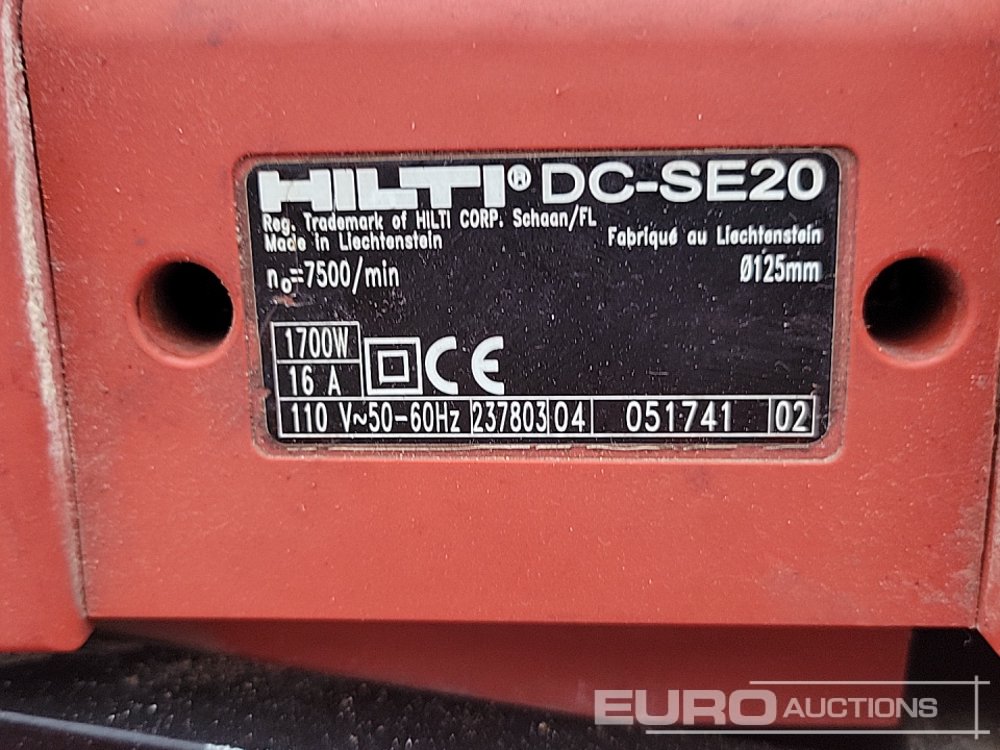 HILTI® DC-SE20
Reg. Trademark of HILTI CORP. Schaan/FL
Made in Liechtenstein
Fabriqué au Liechtenstein
n₀=7500/min
Ø125mm
1700W
16 A
CE
110 V~50-60Hz 237803 04 051741 02
EURO AUCTIONS